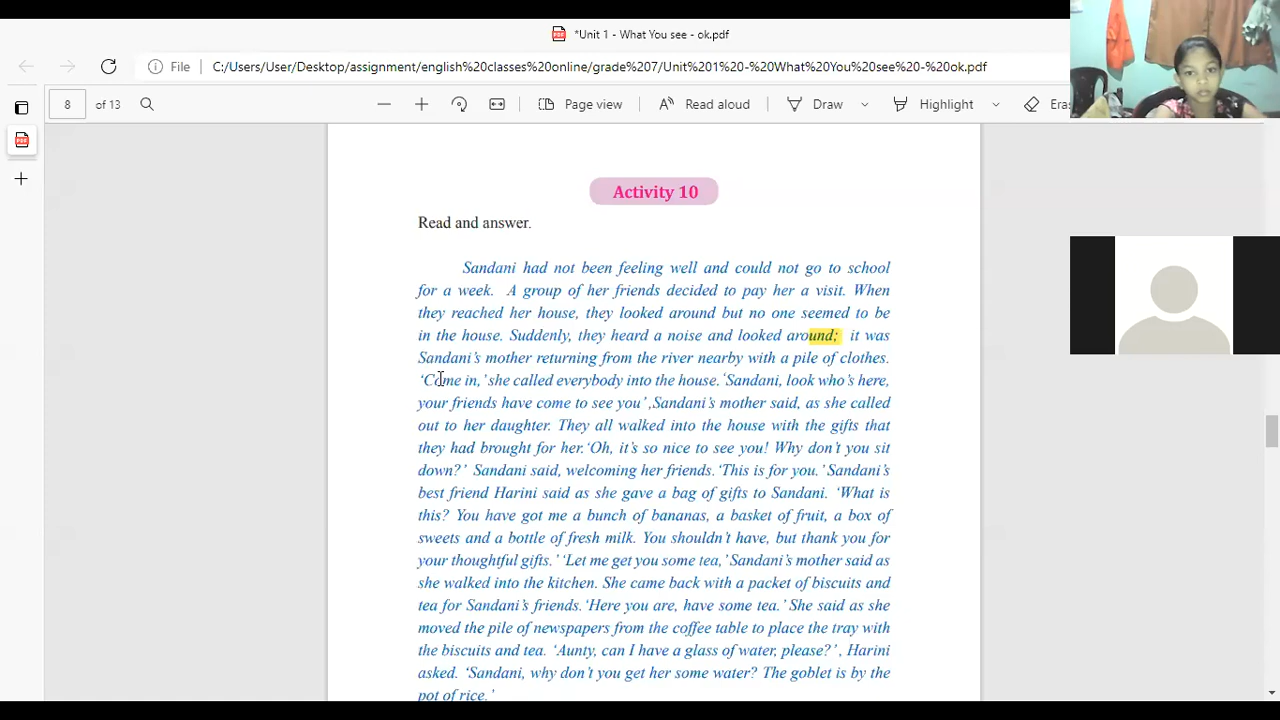 *Unit 1 - What You see - ok.pdf
File C:/Users/User/Desktop/assignment/english%20classes%20online/grade%207/Unit%201%20-%20What%20You%20see%20-%20ok.pdf
8 of 13 Page view Read aloud Draw Highlight Eras
Activity 10
Read and answer.
Sandani had not been feeling well and could not go to school
for a week. A group of her friends decided to pay her a visit. When
they reached her house, they looked around but no one seemed to be
in the house. Suddenly, they heard a noise and looked around; it was
Sandani's mother returning from the river nearby with a pile of clothes.
‘Come in,’ she called everybody into the house. ‘Sandani, look who's here,
your friends have come to see you’ ,Sandani's mother said, as she called
out to her daughter. They all walked into the house with the gifts that
they had brought for her.‘Oh, it's so nice to see you! Why don't you sit
down?’ Sandani said, welcoming her friends. ‘This is for you.’ Sandani's
best friend Harini said as she gave a bag of gifts to Sandani. ‘What is
this? You have got me a bunch of bananas, a basket of fruit, a box of
sweets and a bottle of fresh milk. You shouldn't have, but thank you for
your thoughtful gifts.’ ‘Let me get you some tea,’ Sandani's mother said as
she walked into the kitchen. She came back with a packet of biscuits and
tea for Sandani's friends. ‘Here you are, have some tea.’ She said as she
moved the pile of newspapers from the coffee table to place the tray with
the biscuits and tea. ‘Aunty, can I have a glass of water, please?’, Harini
asked. ‘Sandani, why don't you get her some water? The goblet is by the
pot of rice.’